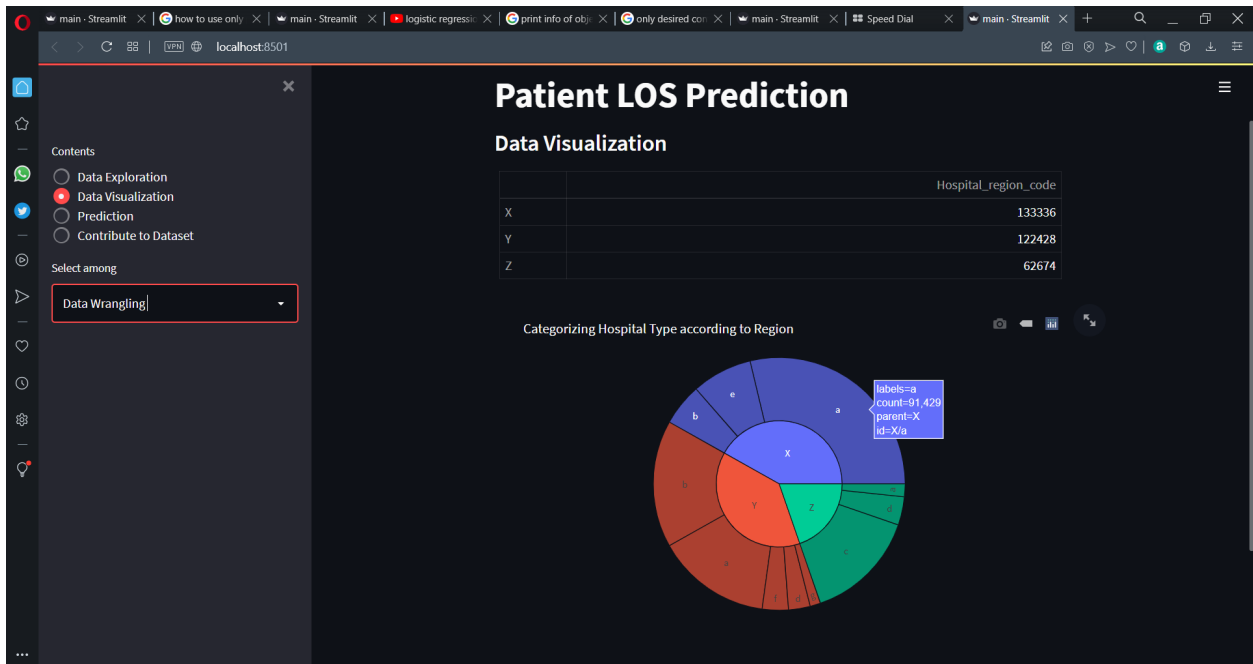 main · Streamlit
how to use only
main · Streamlit
logistic regressic
print info of obje
only desired con
main · Streamlit
Speed Dial
main · Streamlit
VPN
localhost:8501
a
Contents
Data Exploration
Data Visualization
Prediction
Contribute to Dataset
Select among
Data Wrangling
Patient LOS Prediction
Data Visualization
Hospital_region_code
X 133336
Y 122428
Z 62674
Categorizing Hospital Type according to Region
labels=a
count=91,429
parent=X
id=X/a
e
a
b
X
b
Y
Z
d
c
a
f
d